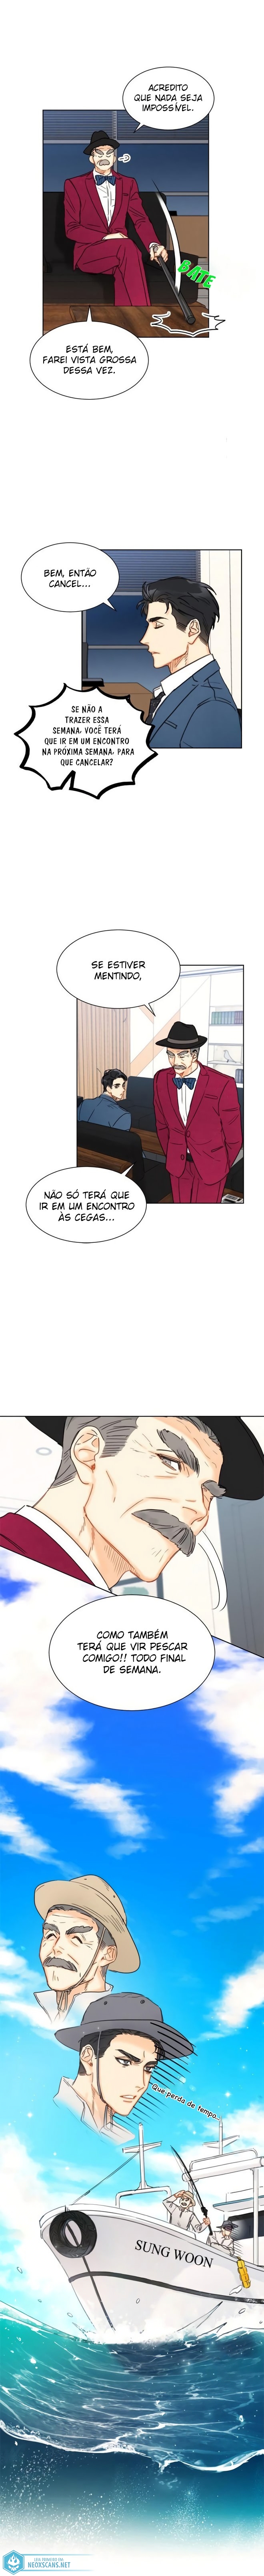 ACREDITO
QUE NADA SEJA
IMPOSSÍVEL.
BATE
ESTÁ BEM,
FAREI VISTA GROSSA
DESSA VEZ.
BEM, ENTÃO
CANCEL...
SE NÃO A
TRAZER ESSA
SEMANA, VOCÊ TERÁ
QUE IR EM UM ENCONTRO
NA PRÓXIMA SEMANA, PARA
QUE CANCELAR?
SE ESTIVER
MENTINDO,
NÃO SÓ TERÁ QUE
IR EM UM ENCONTRO
ÀS CEGAS...
COMO TAMBÉM
TERÁ QUE VIR PESCAR
COMIGO!! TODO FINAL
DE SEMANA.
Que perda de tempo...
SUNG WOON
LEIA PRIMEIRO EM
NEOXSCANS.NET